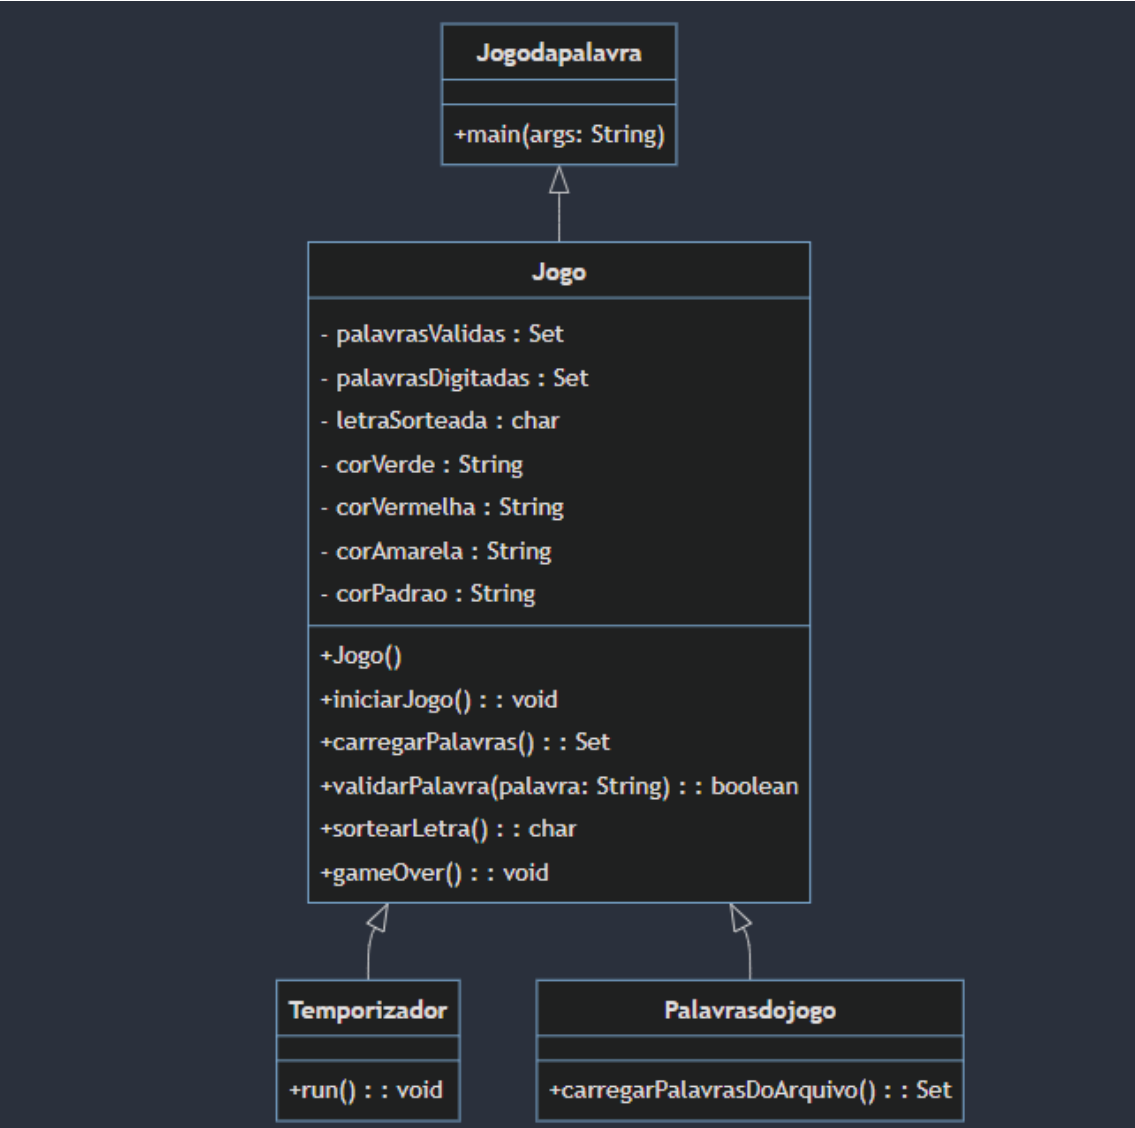 Jogodapalavra
+main(args: String)
Jogo
- palavrasValidas : Set
- palavrasDigitadas : Set
- letraSorteada : char
- corVerde : String
- corVermelha : String
- corAmarela : String
- corPadrao : String
+Jogo()
+iniciarJogo() : : void
+carregarPalavras() : : Set
+validarPalavra(palavra: String) : : boolean
+sortearLetra() : : char
+gameOver() : : void
Temporizador
+run() : : void
Palavrasdojogo
+carregarPalavrasDoArquivo() : : Set